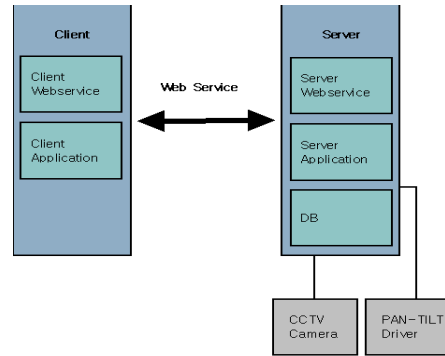 Client
Client
Webservice
Client
Application
Web Service
Server
Server
Webservice
Server
Application
DB
CCTV
Camera
PAN-TILT
Driver